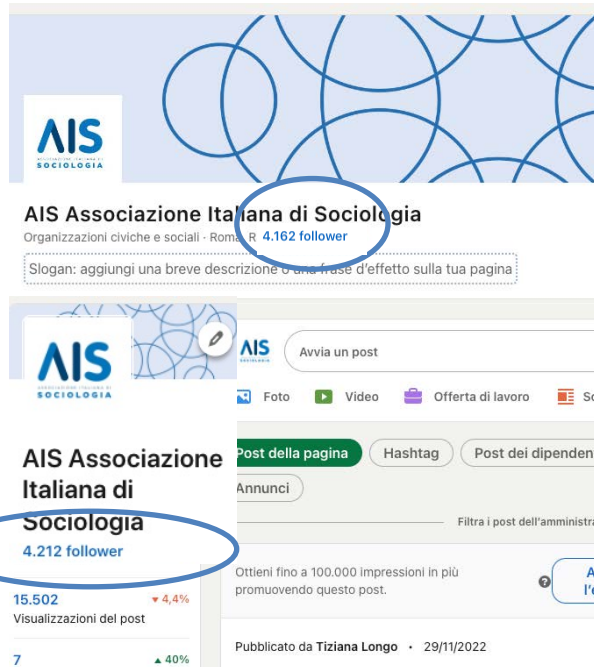 AIS
ASSOCIAZIONE ITALIANA DI
SOCIOLOGIA
AIS Associazione Italiana di Sociologia
Organizzazioni civiche e sociali · Roma, R 4.162 follower
Slogan: aggiungi una breve descrizione o una frase d'effetto sulla tua pagina
AIS
ASSOCIAZIONE ITALIANA DI
SOCIOLOGIA
AIS Associazione
Italiana di
Sociologia
4.212 follower
15.502 ▾ 4,4%
Visualizzazioni del post
7 ▴ 40%
AIS
SOCIOLOGIA
Avvia un post
Foto Video Offerta di lavoro
Post della pagina Hashtag Post dei dipenden
Annunci
Filtra i post dell'amministra
Ottieni fino a 100.000 impressioni in più
promuovendo questo post.
Pubblicato da Tiziana Longo • 29/11/2022